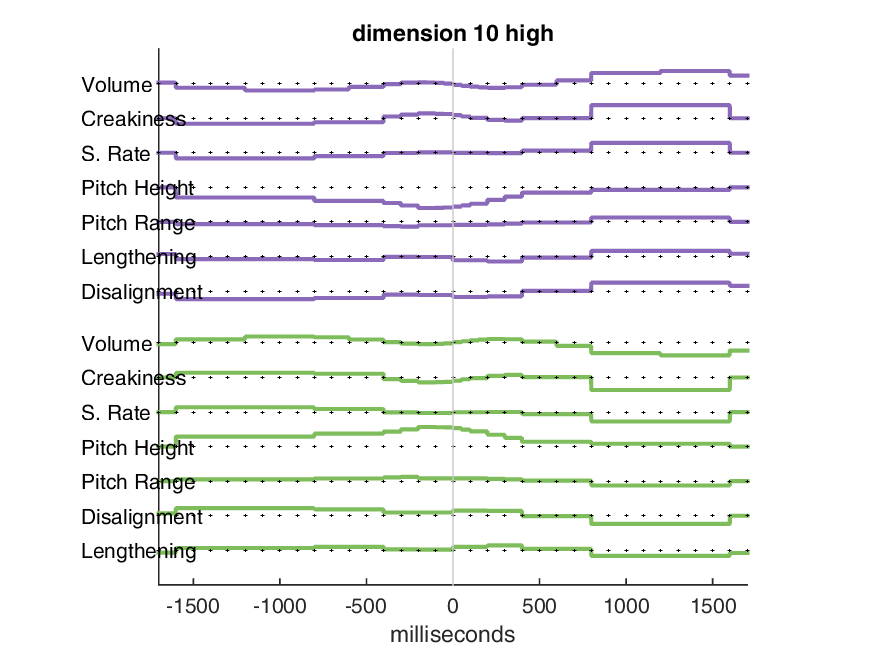 dimension 10 high
Volume
Creakiness
S. Rate
Pitch Height
Pitch Range
Lengthening
Disalignment
Volume
Creakiness
S. Rate
Pitch Height
Pitch Range
Disalignment
Lengthening
-1500 -1000 -500 0 500 1000 1500
milliseconds